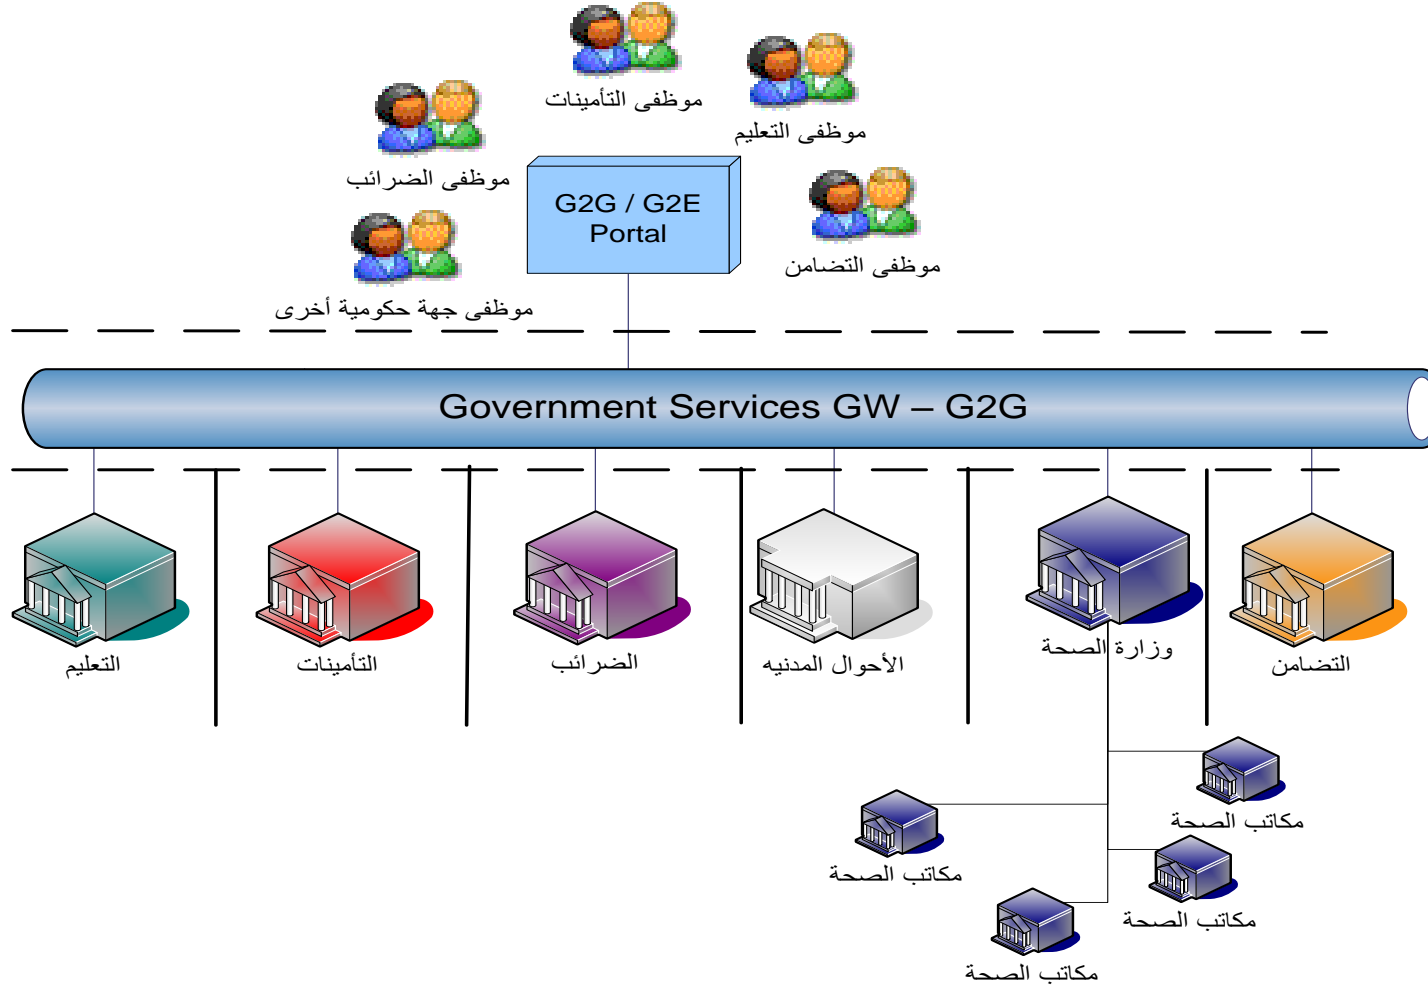 موظفى التأمينات
موظفى التعليم
موظفى الضرائب
G2G / G2E
Portal
موظفى التضامن
موظفى جهة حكومية أخرى
Government Services GW – G2G
التعليم
التأمينات
الضرائب
الأحوال المدنيه
وزارة الصحة
التضامن
مكاتب الصحة
مكاتب الصحة
مكاتب الصحة
مكاتب الصحة